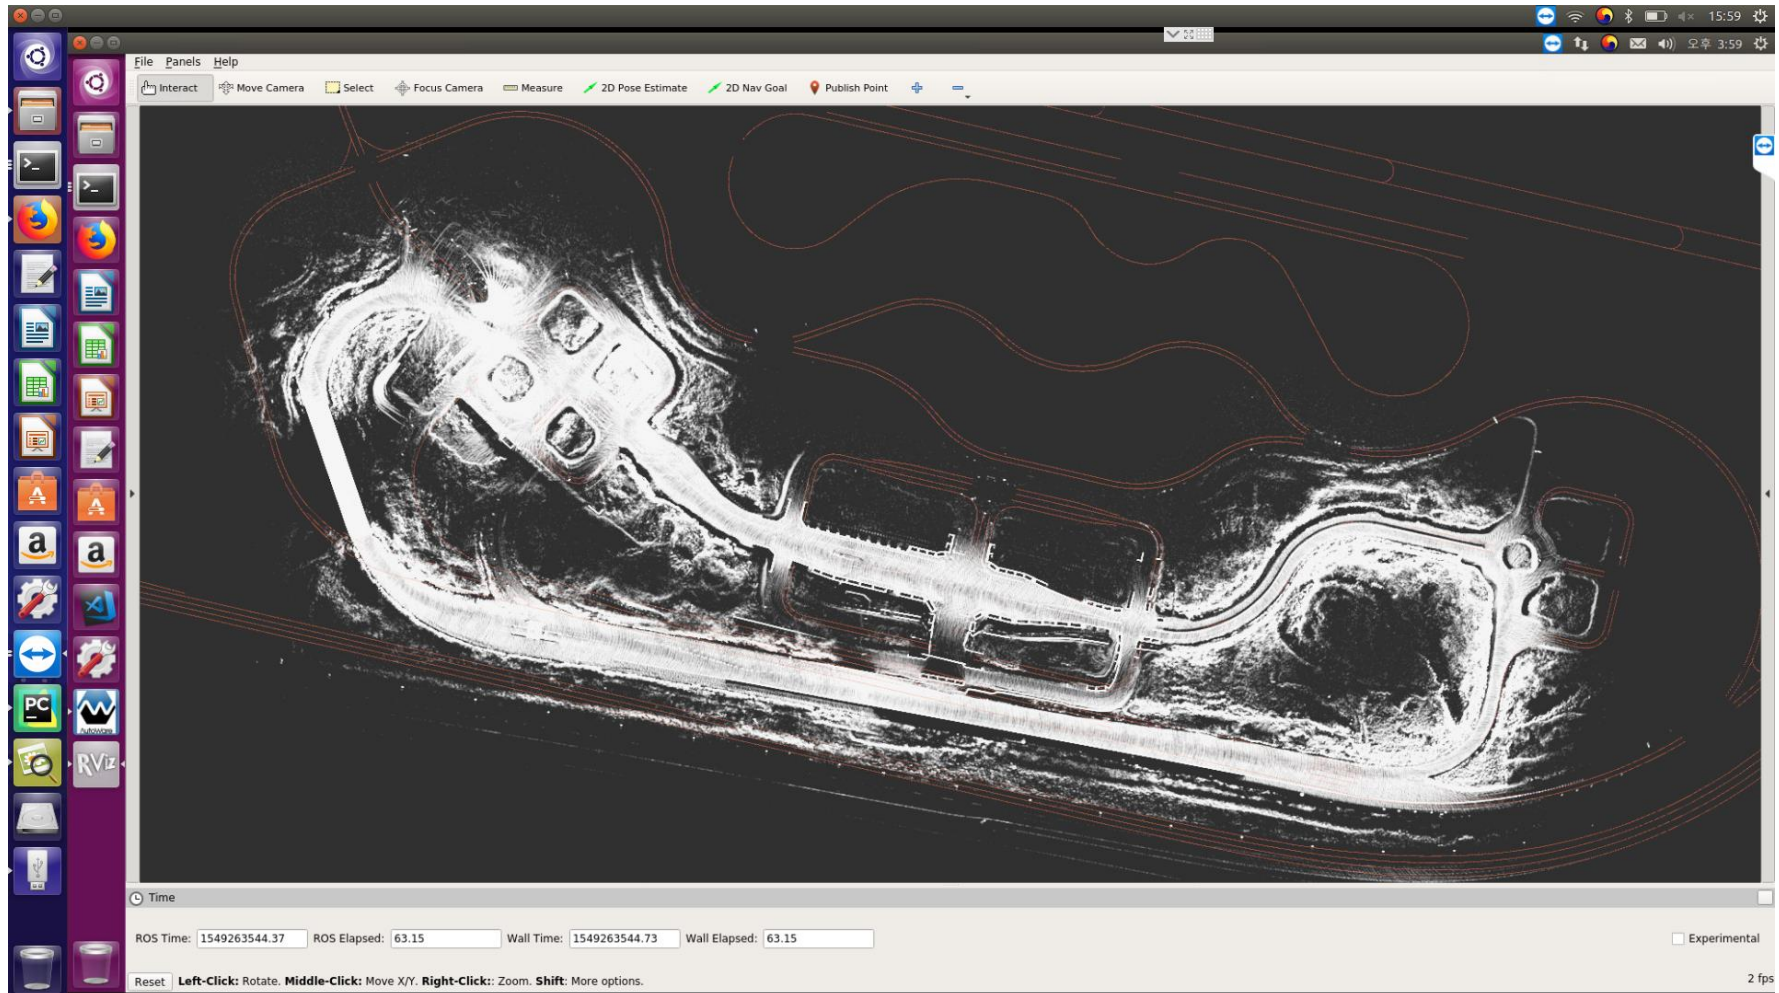 15:59
오후 3:59
File Panels Help
Interact Move Camera Select Focus Camera Measure 2D Pose Estimate 2D Nav Goal Publish Point
>_
>_
A
A
a
a
PC
Autoware
RViz
Time
ROS Time: 1549263544.37 ROS Elapsed: 63.15 Wall Time: 1549263544.73 Wall Elapsed: 63.15 Experimental
Reset Left-Click: Rotate. Middle-Click: Move X/Y. Right-Click:: Zoom. Shift: More options. 2 fps